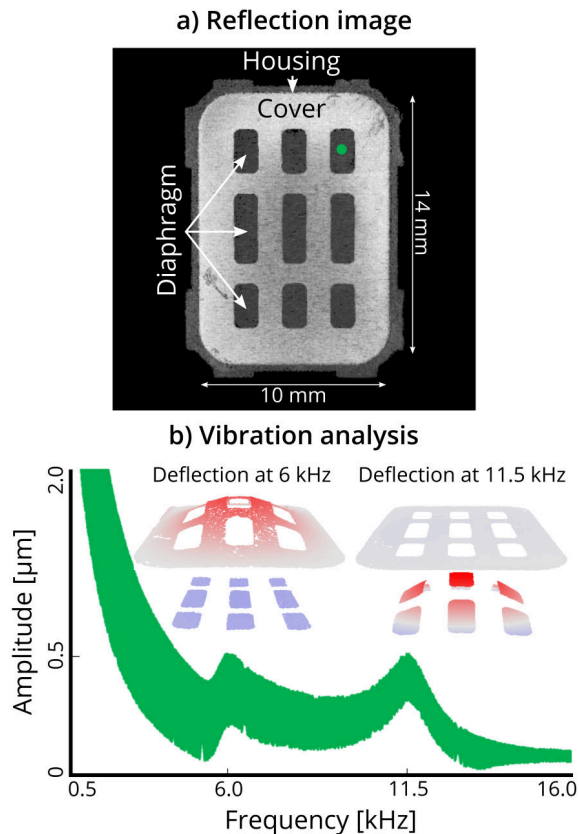 a) Reflection image
Housing
Cover
Diaphragm
14 mm
10 mm
b) Vibration analysis
Deflection at 6 kHz
Deflection at 11.5 kHz
Amplitude [µm]
2.0
0.5
0
0.5
6.0
11.5
16.0
Frequency [kHz]